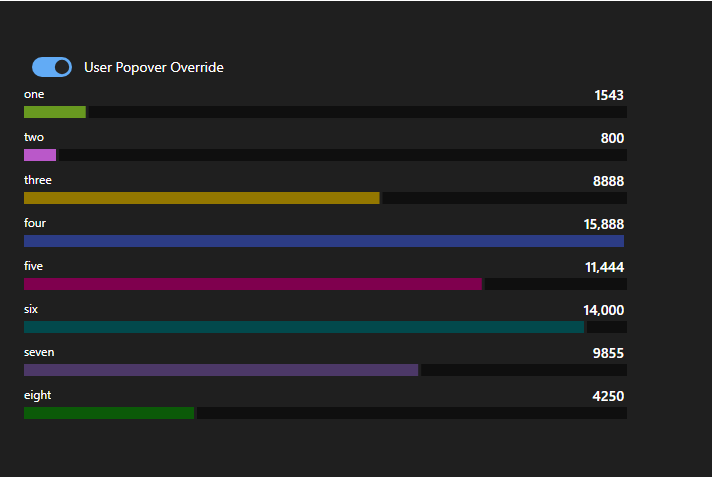 User Popover Override
one 1543
two 800
three 8888
four 15,888
five 11,444
six 14,000
seven 9855
eight 4250